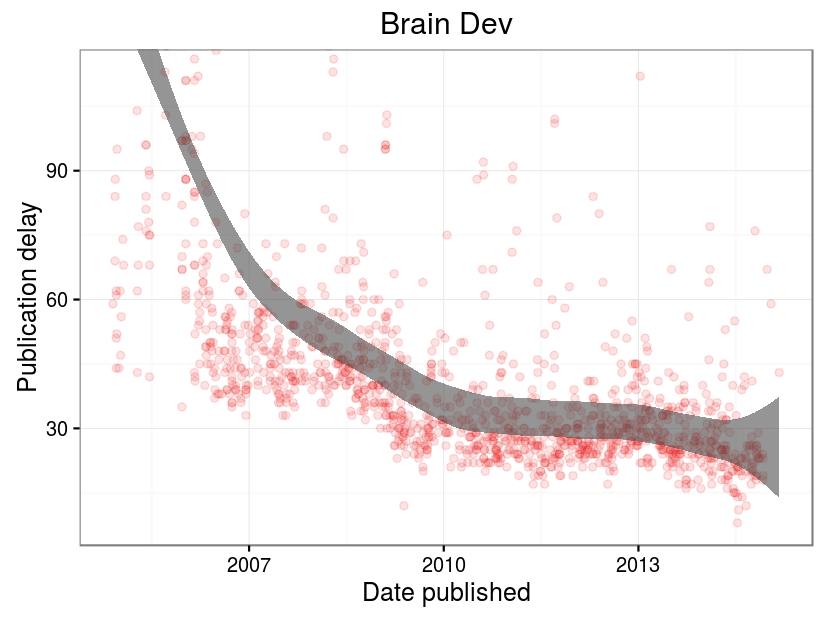 Brain Dev
Publication delay
90
60
30
2007 2010 2013
Date published